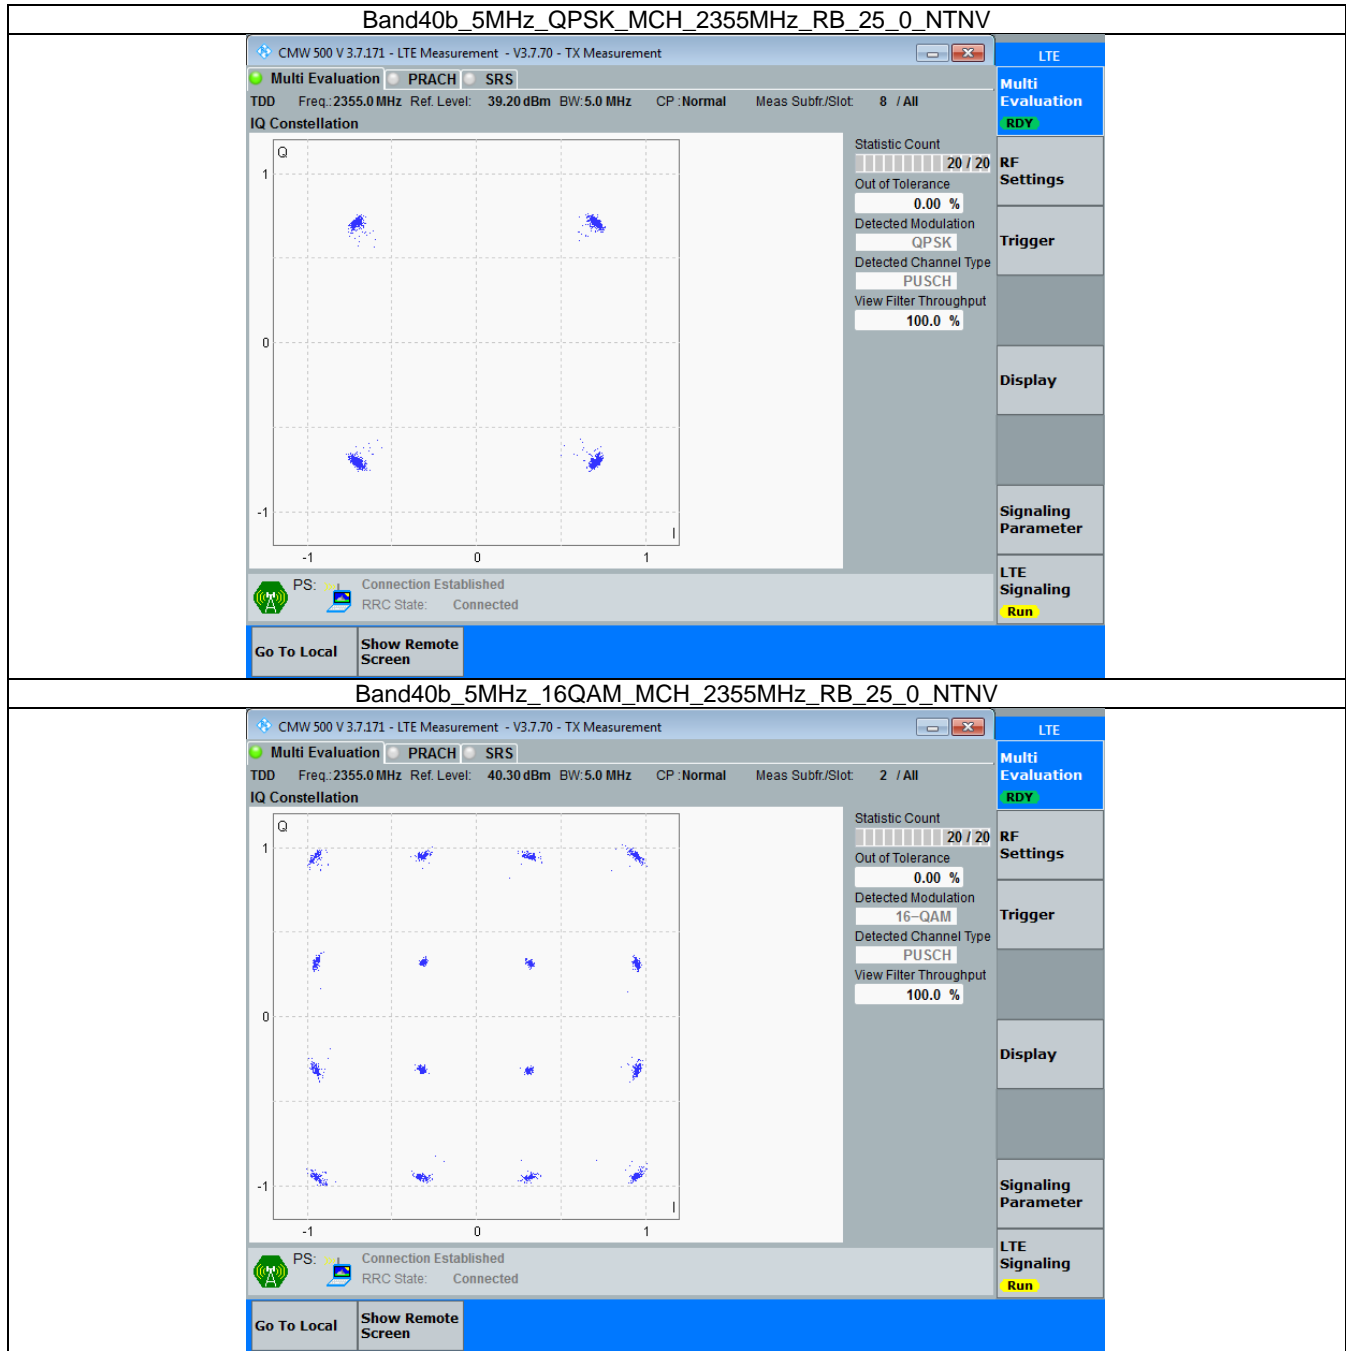 Band40b_5MHz_QPSK_MCH_2355MHz_RB_25_0_NTNV
CMW 500 V 3.7.171 - LTE Measurement - V3.7.70 - TX Measurement
LTE
Multi Evaluation PRACH SRS
TDD Freg.:2355.0 MHz Ref. Level: 39.20 dBm BW:5.0 MHz CP :Normal Meas Subfr./Slot: 8 / All
IQ Constellation
Multi
Evaluation
RDY
Q
1
0
-1
-1 0 1
I
Statistic Count
20 / 20
Out of Tolerance
0.00 %
Detected Modulation
QPSK
Detected Channel Type
PUSCH
View Filter Throughput
100.0 %
RF
Settings
Trigger
Display
Signaling
Parameter
LTE
Signaling
Run
PS:
Connection Established
RRC State: Connected
Go To Local
Show Remote
Screen
Band40b_5MHz_16QAM_MCH_2355MHz_RB_25_0_NTNV
CMW 500 V 3.7.171 - LTE Measurement - V3.7.70 - TX Measurement
LTE
Multi Evaluation PRACH SRS
TDD Freg.:2355.0 MHz Ref. Level: 40.30 dBm BW:5.0 MHz CP :Normal Meas Subfr./Slot: 2 / All
IQ Constellation
Multi
Evaluation
RDY
Q
1
0
-1
-1 0 1
I
Statistic Count
20 / 20
Out of Tolerance
0.00 %
Detected Modulation
16-QAM
Detected Channel Type
PUSCH
View Filter Throughput
100.0 %
RF
Settings
Trigger
Display
Signaling
Parameter
LTE
Signaling
Run
PS:
Connection Established
RRC State: Connected
Go To Local
Show Remote
Screen